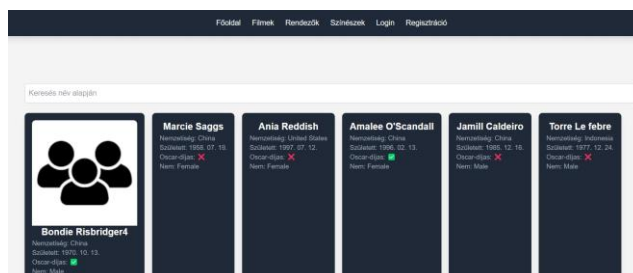 Főoldal Filmek Rendezők Színészek Login Regisztráció
Keresés név alapján
Bondie Risbridger4
Nemzetiség: China
Született: 1970. 10. 13.
Oscar-díjas: ✅
Nem: Male
Marcie Saggs
Nemzetiség: China
Született: 1958. 07. 19.
Oscar-díjas: ❌
Nem: Female
Ania Reddish
Nemzetiség: United States
Született: 1997. 07. 12.
Oscar-díjas: ❌
Nem: Female
Amalee O'Scandall
Nemzetiség: China
Született: 1996. 02. 13.
Oscar-díjas: ✅
Nem: Female
Jamill Caldeiro
Nemzetiség: China
Született: 1985. 12. 16.
Oscar-díjas: ❌
Nem: Male
Torre Le febre
Nemzetiség: Indonesia
Született: 1977. 12. 24.
Oscar-díjas: ❌
Nem: Male